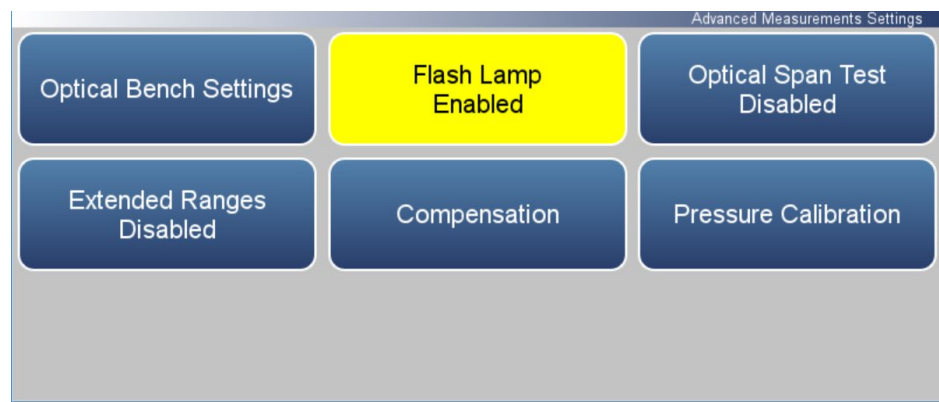 Advanced Measurements Settings
Optical Bench Settings
Flash Lamp
Enabled
Optical Span Test
Disabled
Extended Ranges
Disabled
Compensation
Pressure Calibration